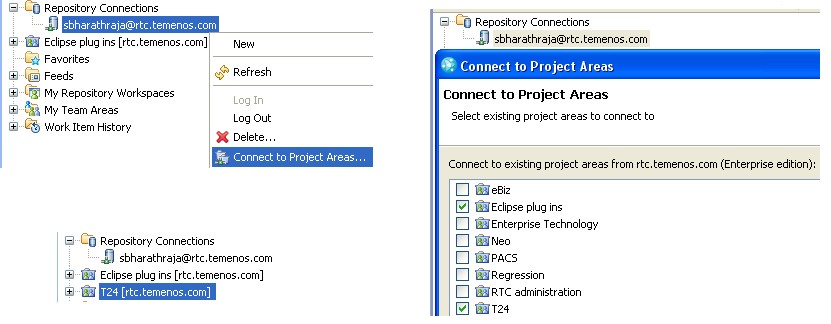 Repository Connections
sbharathraja@rtc.temenos.com
Eclipse plug ins [rtc.temenos.com]
Favorites
Feeds
My Repository Workspaces
My Team Areas
Work Item History
New
Refresh
Log In
Log Out
Delete...
Connect to Project Areas...
Repository Connections
sbharathraja@rtc.temenos.com
Eclipse plug ins [rtc.temenos.com]
T24 [rtc.temenos.com]
Repository Connections
sbharathraja@rtc.temenos.com
Connect to Project Areas
Connect to Project Areas
Select existing project areas to connect to
Connect to existing project areas from rtc.temenos.com (Enterprise edition):
eBiz
Eclipse plug ins
Enterprise Technology
Neo
PACS
Regression
RTC administration
T24